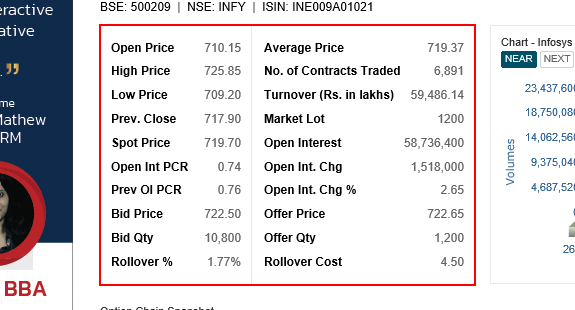 eractive
ative
.”
me
Mathew
RM
BBA
BSE: 500209 | NSE: INFY | ISIN: INE009A01021
Open Price 710.15 Average Price 719.37
High Price 725.85 No. of Contracts Traded 6,891
Low Price 709.20 Turnover (Rs. in lakhs) 59,486.14
Prev. Close 717.90 Market Lot 1200
Spot Price 719.70 Open Interest 58,736,400
Open Int PCR 0.74 Open Int. Chg 1,518,000
Prev OI PCR 0.76 Open Int. Chg % 2.65
Bid Price 722.50 Offer Price 722.65
Bid Qty 10,800 Offer Qty 1,200
Rollover % 1.77% Rollover Cost 4.50
Option Chain Snapshot
Chart - Infosys
NEAR NEXT
23,437,600
18,750,080
14,062,560
9,375,040
4,687,520
Volumes
26